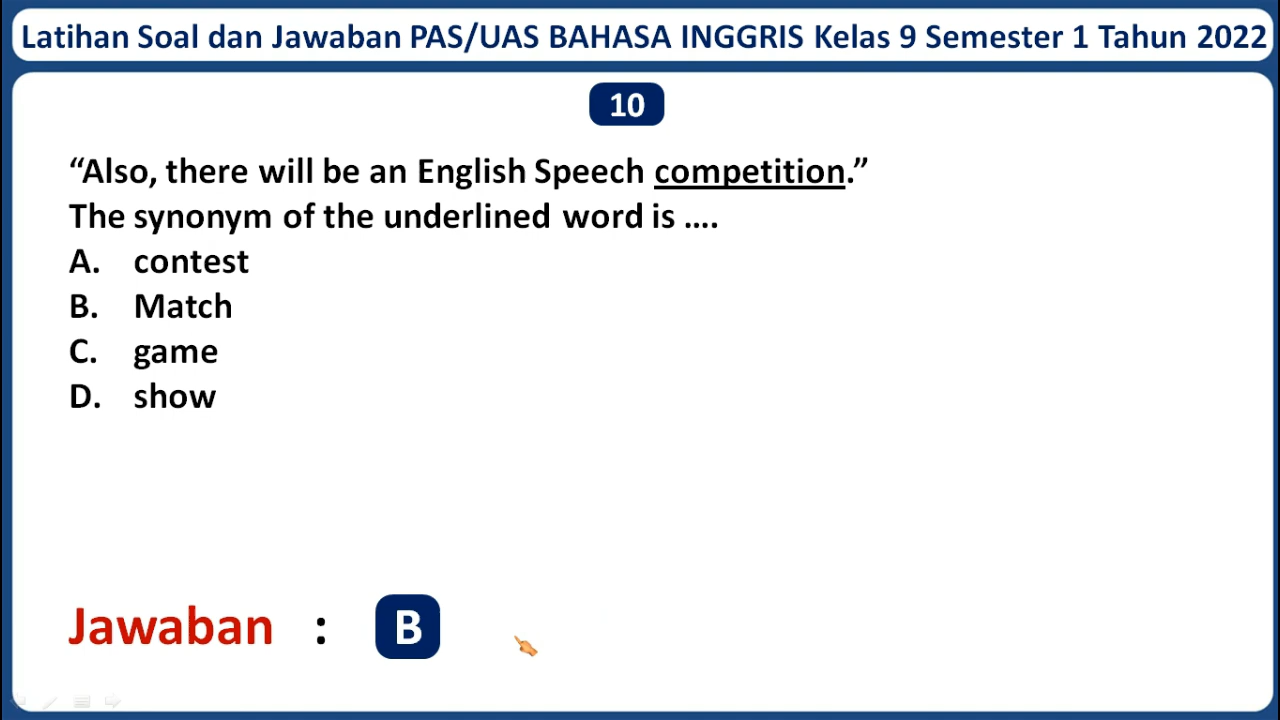 Latihan Soal dan Jawaban PAS/UAS BAHASA INGGRIS Kelas 9 Semester 1 Tahun 2022
10
“Also, there will be an English Speech competition.”
The synonym of the underlined word is ....
A. contest
B. Match
C. game
D. show
Jawaban : B